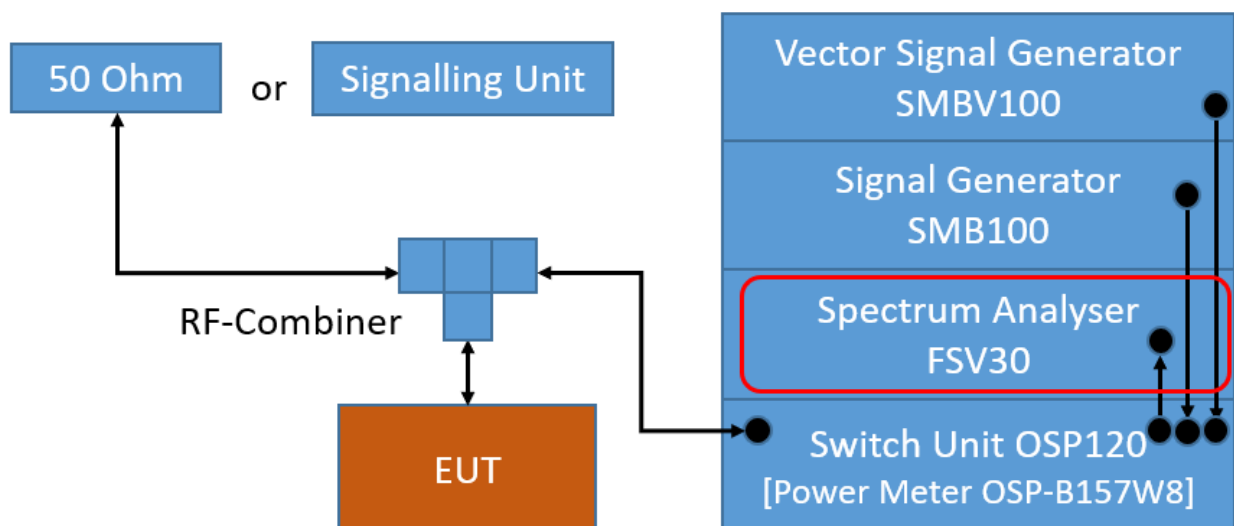 50 Ohm
or
Signalling Unit
RF-Combiner
EUT
Vector Signal Generator
SMBV100
Signal Generator
SMB100
Spectrum Analyser
FSV30
Switch Unit OSP120
[Power Meter OSP-B157W8]